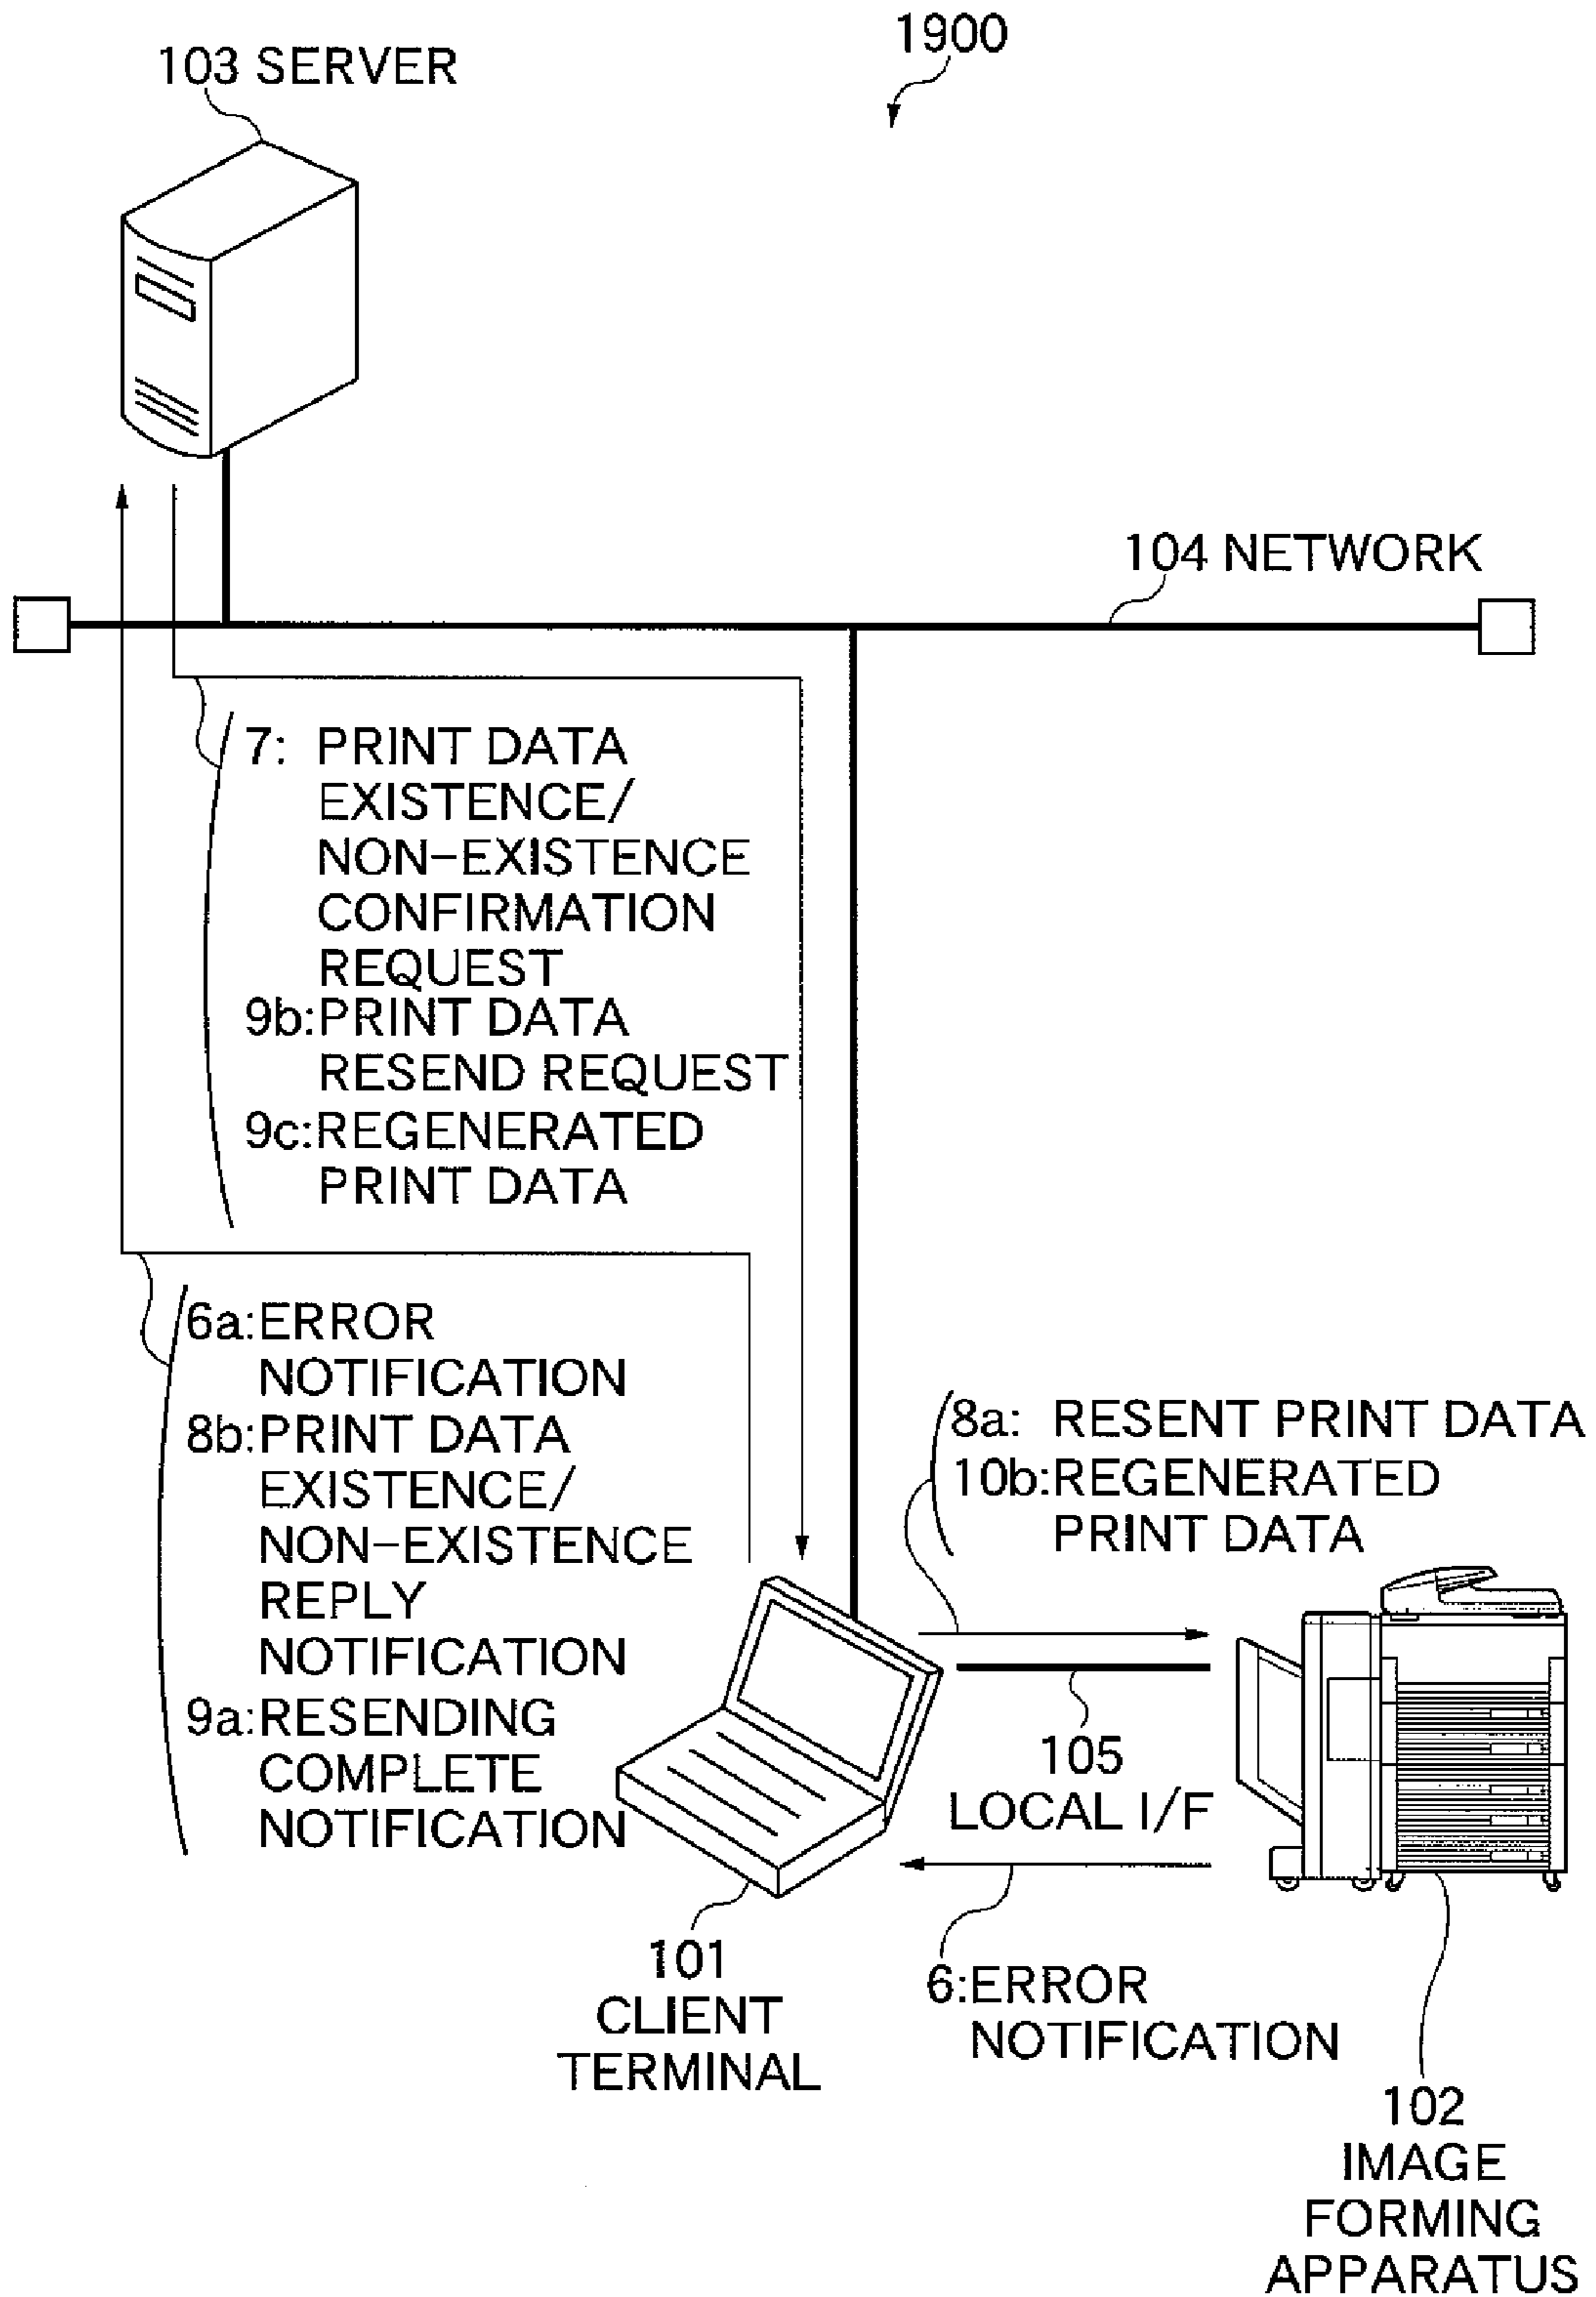 1900
103 SERVER
104 NETWORK
7: PRINT DATA
EXISTENCE/
NON-EXISTENCE
CONFIRMATION
REQUEST
9b:PRINT DATA
RESEND REQUEST
9c:REGENERATED
PRINT DATA
6a:ERROR
NOTIFICATION
8b:PRINT DATA
EXISTENCE/
NON-EXISTENCE
REPLY
NOTIFICATION
9a:RESENDING
COMPLETE
NOTIFICATION
8a: RESENT PRINT DATA
10b:REGENERATED
PRINT DATA
105
LOCAL I/F
101
CLIENT
TERMINAL
6:ERROR
NOTIFICATION
102
IMAGE
FORMING
APPARATUS